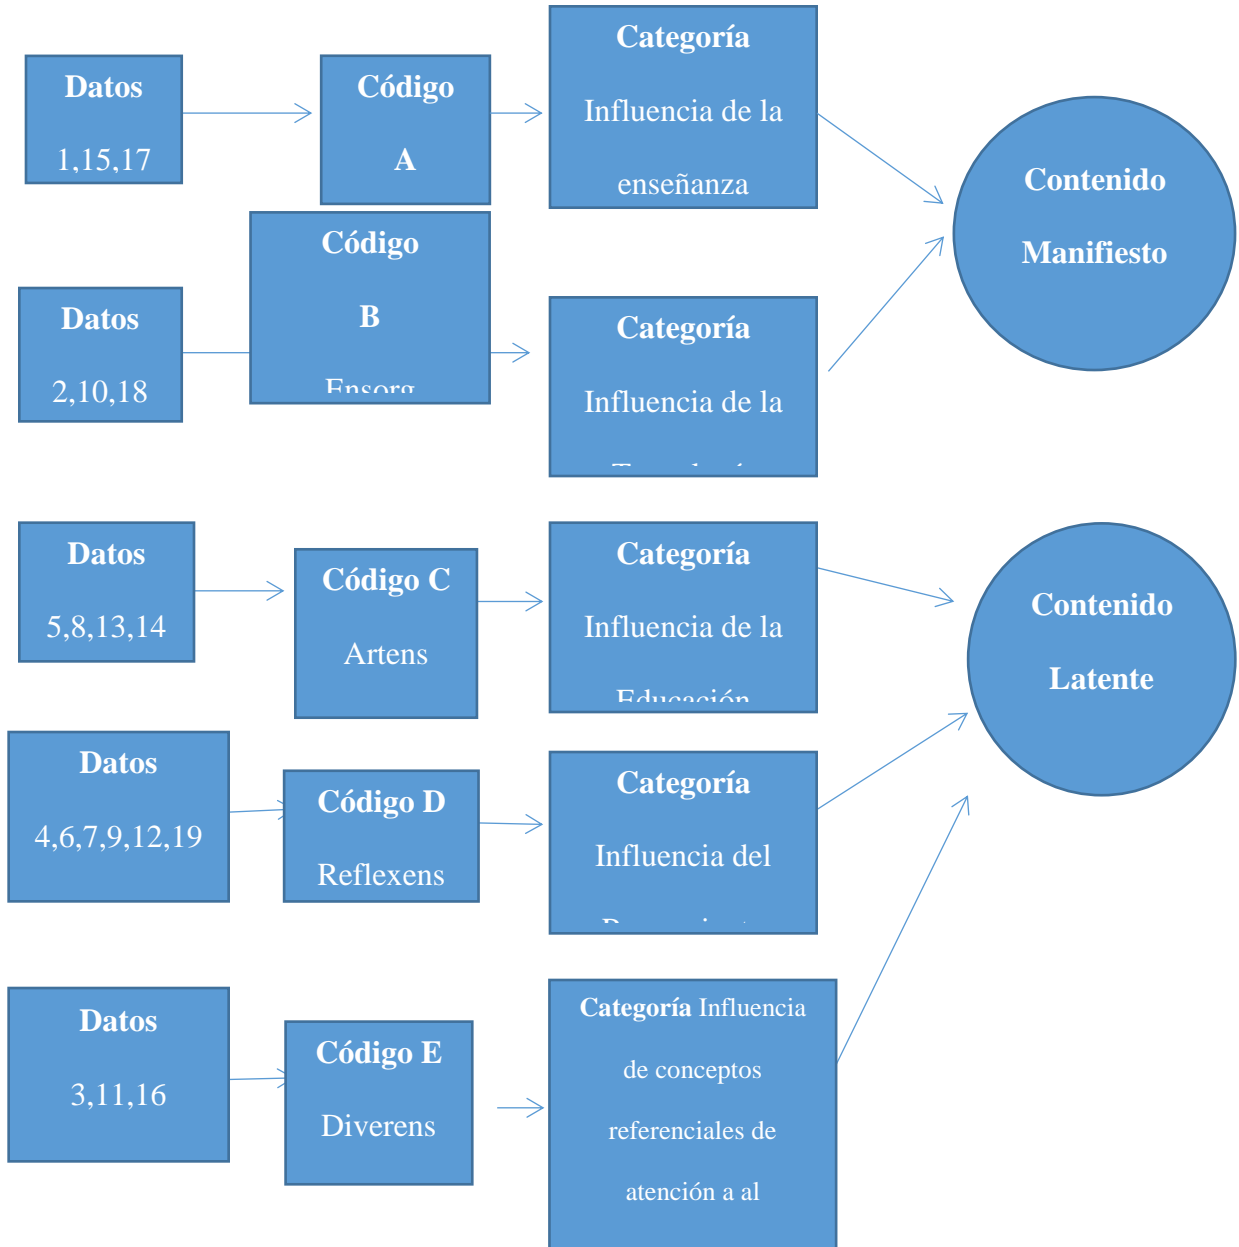 Datos
1,15,17
Código
A
Categoría
Influencia de la
enseñanza
Contenido
Manifiesto
Datos
2,10,18
Código
B
Ensorg
Categoría
Influencia de la
Datos
5,8,13,14
Código C
Artens
Categoría
Influencia de la
Educación
Contenido
Latente
Datos
4,6,7,9,12,19
Código D
Reflexens
Categoría
Influencia del
Datos
3,11,16
Código E
Diverens
Categoría Influencia
de conceptos
referenciales de
atención a al